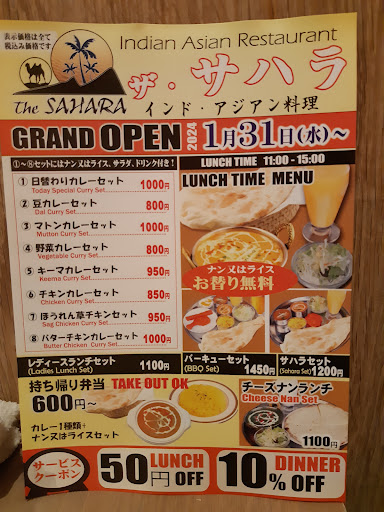 表示価格は全て
税込み価格です
Indian Asian Restaurant
ザ・サハラ
The SAHARA
インド・アジアン料理
GRAND OPEN 2024 1月31日(水)～
①～⑧セットにはナン又はライス、サラダ、ドリンク付き！
LUNCH TIME 11:00 - 15:00
LUNCH TIME MENU
① 日替わりカレーセット 1000円
Today Special Curry Set
② 豆カレーセット 800円
Dal Curry Set
③ マトンカレーセット 1000円
Mutton Curry Set
④ 野菜カレーセット 800円
Vegetable Curry Set
⑤ キーマカレーセット 950円
Keema Curry Set
⑥ チキンカレーセット 850円
Chicken Curry Set
⑦ ほうれん草チキンセット 950円
Sag Chicken Curry Set
⑧ バターチキンカレーセット 1000円
Butter Chicken Curry Set
ナン又はライス
お替り無料
レディースランチセット 1100円
(Ladies Lunch Set)
バーキューセット
(BBQ Set) 1450円
サハラセット
(Sahara Set) 1200円
持ち帰り弁当 TAKE OUT OK
600円～
カレー1種類+
ナン又はライスセット
チーズナンランチ
Cheese Nan Set
1100円
サービス
クーポン
50円 LUNCH OFF
10% DINNER OFF